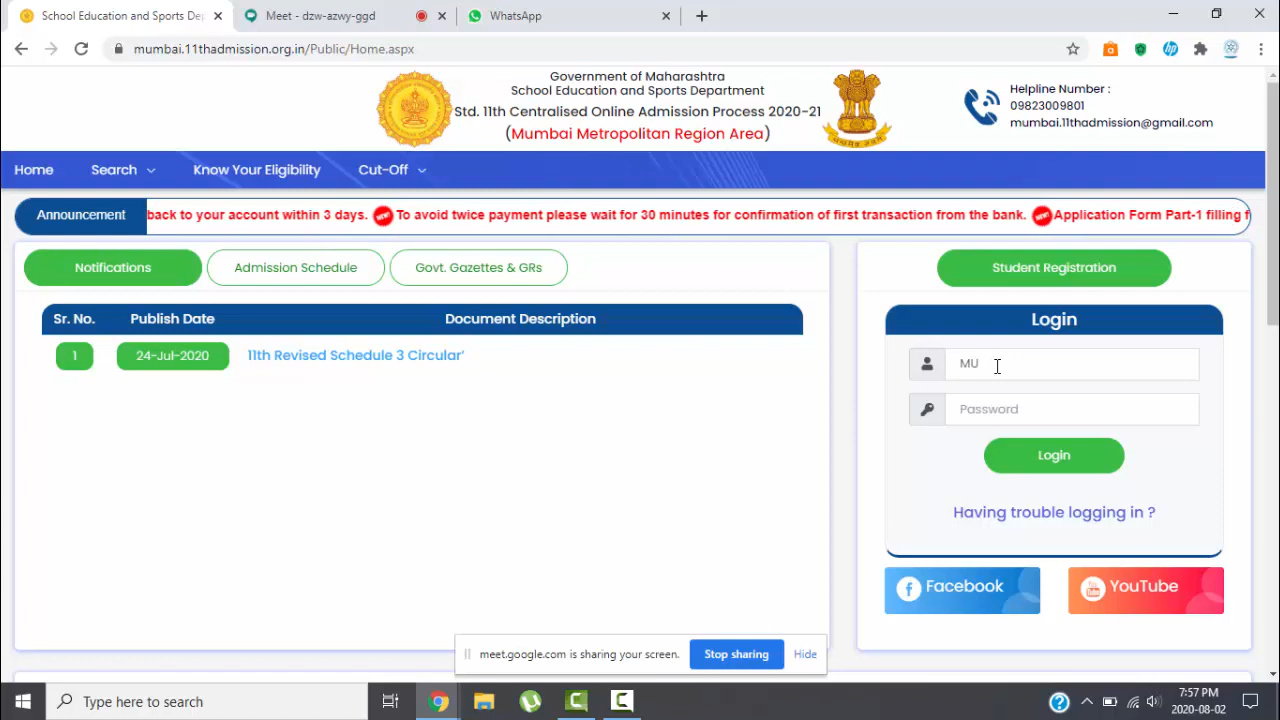 School Education and Sports De
Meet - dzw-azwy-ggd
WhatsApp
mumbai.11thadmission.org.in/Public/Home.aspx
Government of Maharashtra
School Education and Sports Department
Std. 11th Centralised Online Admission Process 2020-21
(Mumbai Metropolitan Region Area)
Helpline Number :
09823009801
mumbai.11thadmission@gmail.com
Home
Search
Know Your Eligibility
Cut-Off
Announcement
back to your account within 3 days. NEW To avoid twice payment please wait for 30 minutes for confirmation of first transaction from the bank. NEW Application Form Part-1 filling f
Notifications
Admission Schedule
Govt. Gazettes & GRs
Student Registration
Sr. No.
Publish Date
Document Description
1
24-Jul-2020
11th Revised Schedule 3 Circular'
Login
MU
Password
Login
Having trouble logging in ?
Facebook
YouTube
meet.google.com is sharing your screen.
Stop sharing
Hide
Type here to search
7:57 PM
2020-08-02